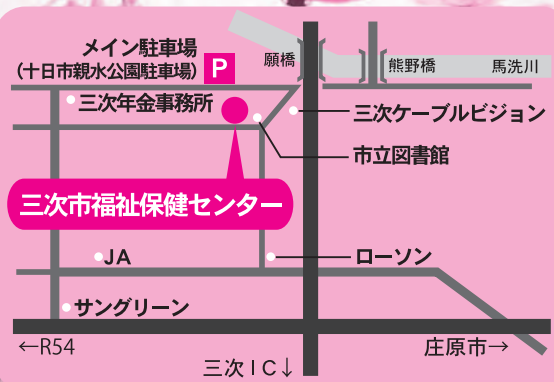 メイン駐車場
(十日市親水公園駐車場) P
願橋
熊野橋
馬洗川
三次年金事務所
三次ケーブルビジョン
市立図書館
三次市福祉保健センター
JA
ローソン
サングリーン
←R54
庄原市→
三次IC↓